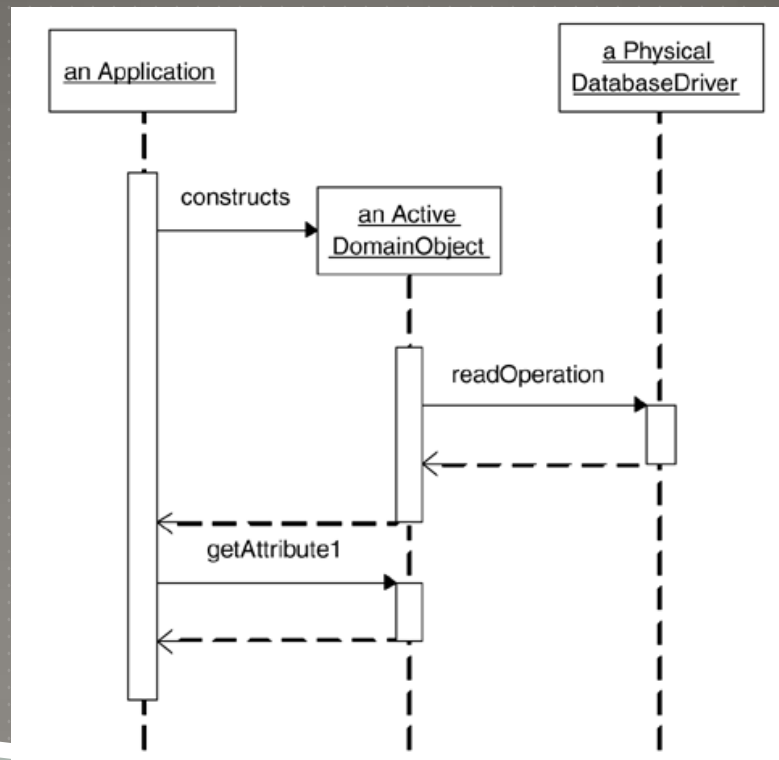 an Application
a Physical
DatabaseDriver
constructs
an Active
DomainObject
readOperation
getAttribute1